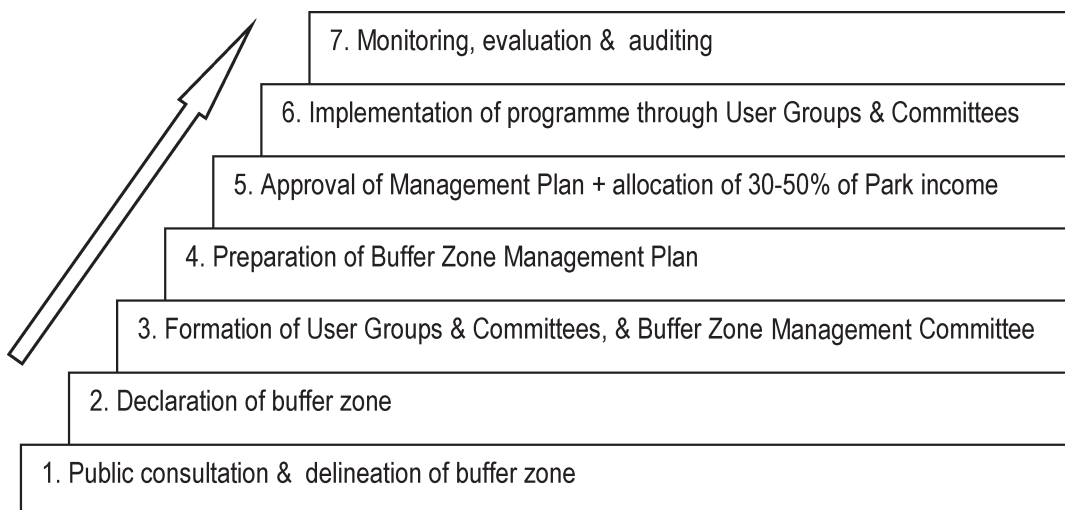 7. Monitoring, evaluation & auditing
6. Implementation of programme through User Groups & Committees
5. Approval of Management Plan + allocation of 30-50% of Park income
4. Preparation of Buffer Zone Management Plan
3. Formation of User Groups & Committees, & Buffer Zone Management Committee
2. Declaration of buffer zone
1. Public consultation & delineation of buffer zone